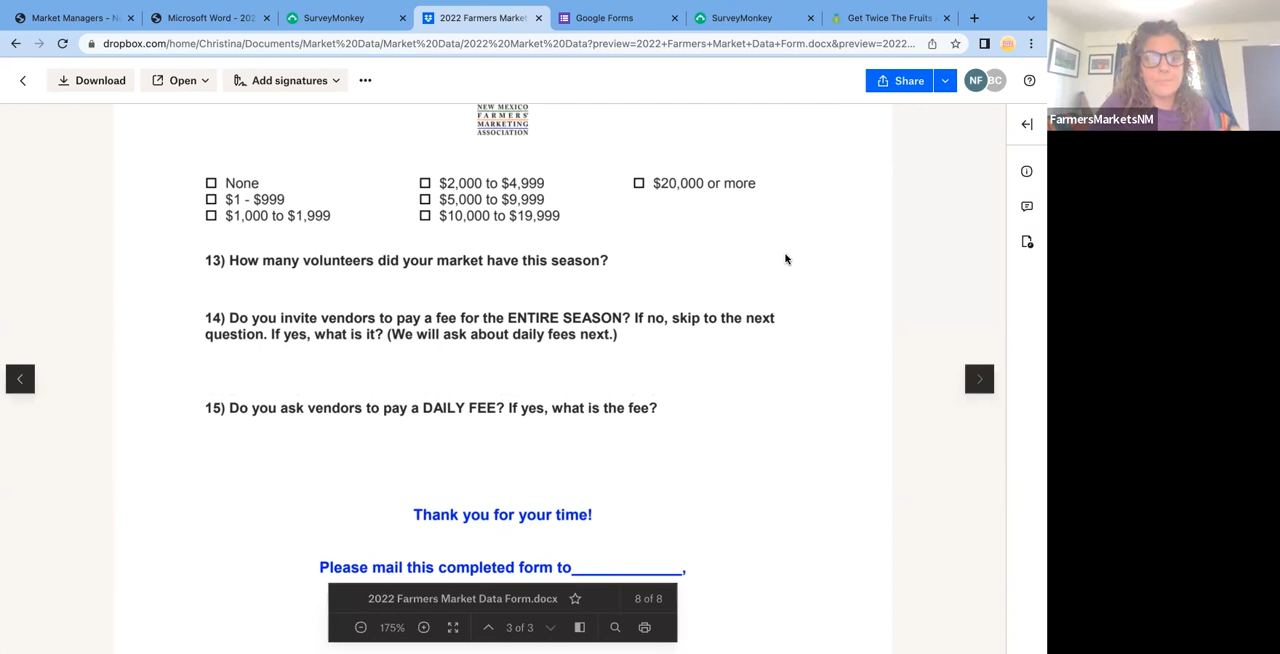 Market Managers - N
Microsoft Word - 202
SurveyMonkey
2022 Farmers Market
Google Forms
SurveyMonkey
Get Twice The Fruits
dropbox.com/home/Christina/Documents/Market%20Data/Market%20Data/2022%20Market%20Data?preview=2022+Farmers+Market+Data+Form.docx&preview=2022...
Download
Open
Add signatures
Share
NF
BC
FarmersMarketsNM
NEW MEXICO
FARMERS'
MARKETING
ASSOCIATION
None
$2,000 to $4,999
$20,000 or more
$1 - $999
$5,000 to $9,999
$1,000 to $1,999
$10,000 to $19,999
13) How many volunteers did your market have this season?
14) Do you invite vendors to pay a fee for the ENTIRE SEASON? If no, skip to the next
question. If yes, what is it? (We will ask about daily fees next.)
15) Do you ask vendors to pay a DAILY FEE? If yes, what is the fee?
Thank you for your time!
Please mail this completed form to_____________,
2022 Farmers Market Data Form.docx
8 of 8
175%
3 of 3